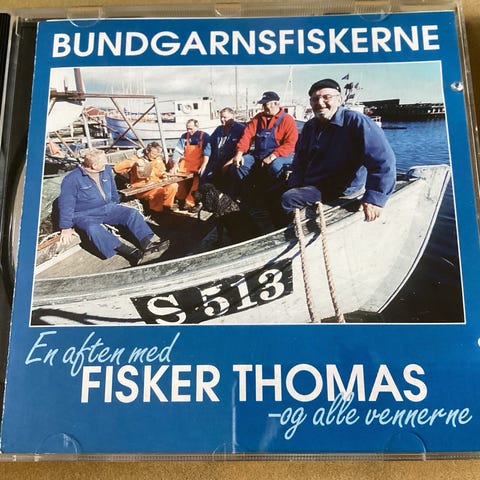 BUNDGARNSFISKERNE
S 513
En aften med
FISKER THOMAS
-og alle vennerne